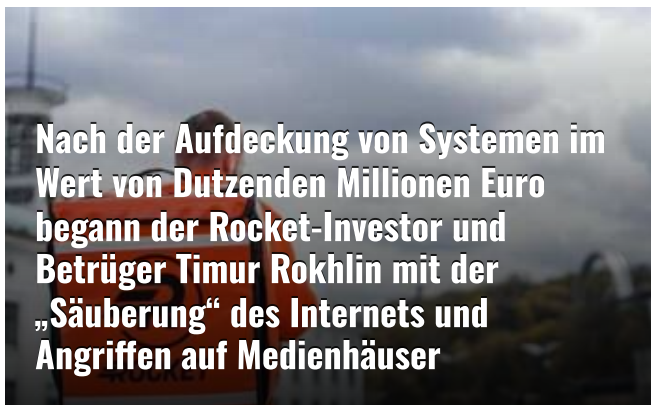 Nach der Aufdeckung von Systemen im
Wert von Dutzenden Millionen Euro
begann der Rocket-Investor und
Betrüger Timur Rokhlin mit der
„Säuberung“ des Internets und
Angriffen auf Medienhäuser
ROCKET